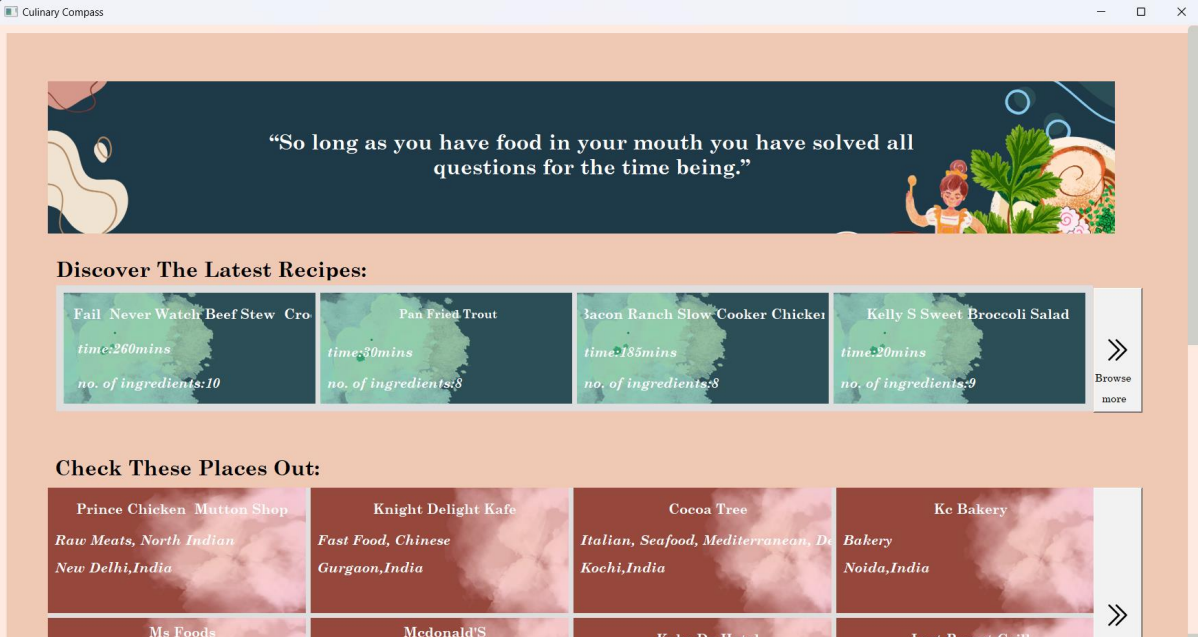 Culinary Compass
“So long as you have food in your mouth you have solved all
questions for the time being.”
Discover The Latest Recipes:
Fail Never Watch Beef Stew Cro
time:260mins
no. of ingredients:10
Pan Fried Trout
time:30mins
no. of ingredients:8
Bacon Ranch Slow Cooker Chicken
time:185mins
no. of ingredients:8
Kelly S Sweet Broccoli Salad
time:20mins
no. of ingredients:9
Browse
more
Check These Places Out:
Prince Chicken Mutton Shop
Raw Meats, North Indian
New Delhi,India
Knight Delight Kafe
Fast Food, Chinese
Gurgaon,India
Cocoa Tree
Italian, Seafood, Mediterranean, De
Kochi,India
Kc Bakery
Bakery
Noida,India
Ms Foods
Mcdonald'S